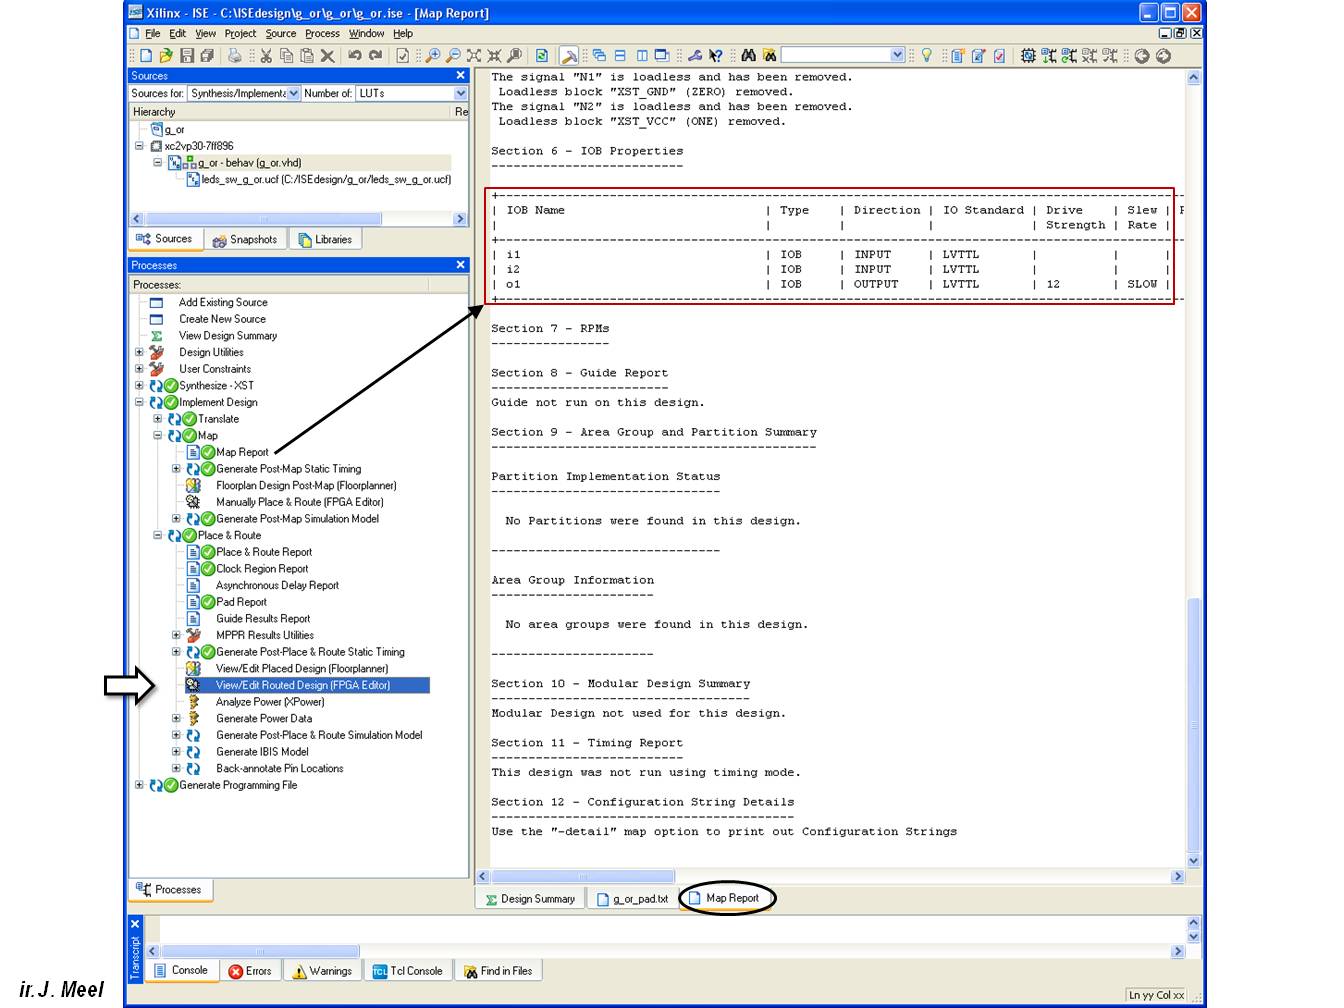 Xilinx - ISE - C:\ISEdesign\g_or\g_or\g_or.ise - [Map Report]
File Edit View Project Source Process Window Help
Sources
Sources for: Synthesis/Implementa Number of: LUTs
Hierarchy Re
g_or
xc2vp30-7ff896
g_or - behav (g_or.vhd)
leds_sw_g_or.ucf (C:/ISEdesign/g_or/leds_sw_g_or.ucf)
Sources Snapshots Libraries
Processes
Processes:
Add Existing Source
Create New Source
View Design Summary
Design Utilities
User Constraints
Synthesize - XST
Implement Design
Translate
Map
Map Report
Generate Post-Map Static Timing
Floorplan Design Post-Map (Floorplanner)
Manually Place & Route (FPGA Editor)
Generate Post-Map Simulation Model
Place & Route
Place & Route Report
Clock Region Report
Asynchronous Delay Report
Pad Report
Guide Results Report
MPPR Results Utilities
Generate Post-Place & Route Static Timing
View/Edit Placed Design (Floorplanner)
View/Edit Routed Design (FPGA Editor)
Analyze Power (XPower)
Generate Power Data
Generate Post-Place & Route Simulation Model
Generate IBIS Model
Back-annotate Pin Locations
Generate Programming File
Processes
The signal "N1" is loadless and has been removed.
Loadless block "XST_GND" (ZERO) removed.
The signal "N2" is loadless and has been removed.
Loadless block "XST_VCC" (ONE) removed.
Section 6 - IOB Properties
-------------------------
| IOB Name | Type | Direction | IO Standard | Drive | Slew |
| | | | | Strength | Rate |
| i1 | IOB | INPUT | LVTTL | | |
| i2 | IOB | INPUT | LVTTL | | |
| o1 | IOB | OUTPUT | LVTTL | 12 | SLOW |
Section 7 - RPMs
----------------
Section 8 - Guide Report
------------------------
Guide not run on this design.
Section 9 - Area Group and Partition Summary
--------------------------------------------
Partition Implementation Status
-------------------------------
No Partitions were found in this design.
-------------------------------
Area Group Information
----------------------
No area groups were found in this design.
----------------------
Section 10 - Modular Design Summary
-----------------------------------
Modular Design not used for this design.
Section 11 - Timing Report
--------------------------
This design was not run using timing mode.
Section 12 - Configuration String Details
-----------------------------------------
Use the "-detail" map option to print out Configuration Strings
Design Summary g_or_pad.txt Map Report
Transcript
Console Errors Warnings Tcl Console Find in Files
Ln yy Col xx
ir. J. Meel